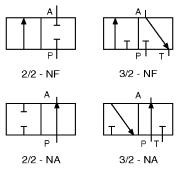 A A
P P T
2/2 - NF 3/2 - NF
A A
P P T
2/2 - NA 3/2 - NA